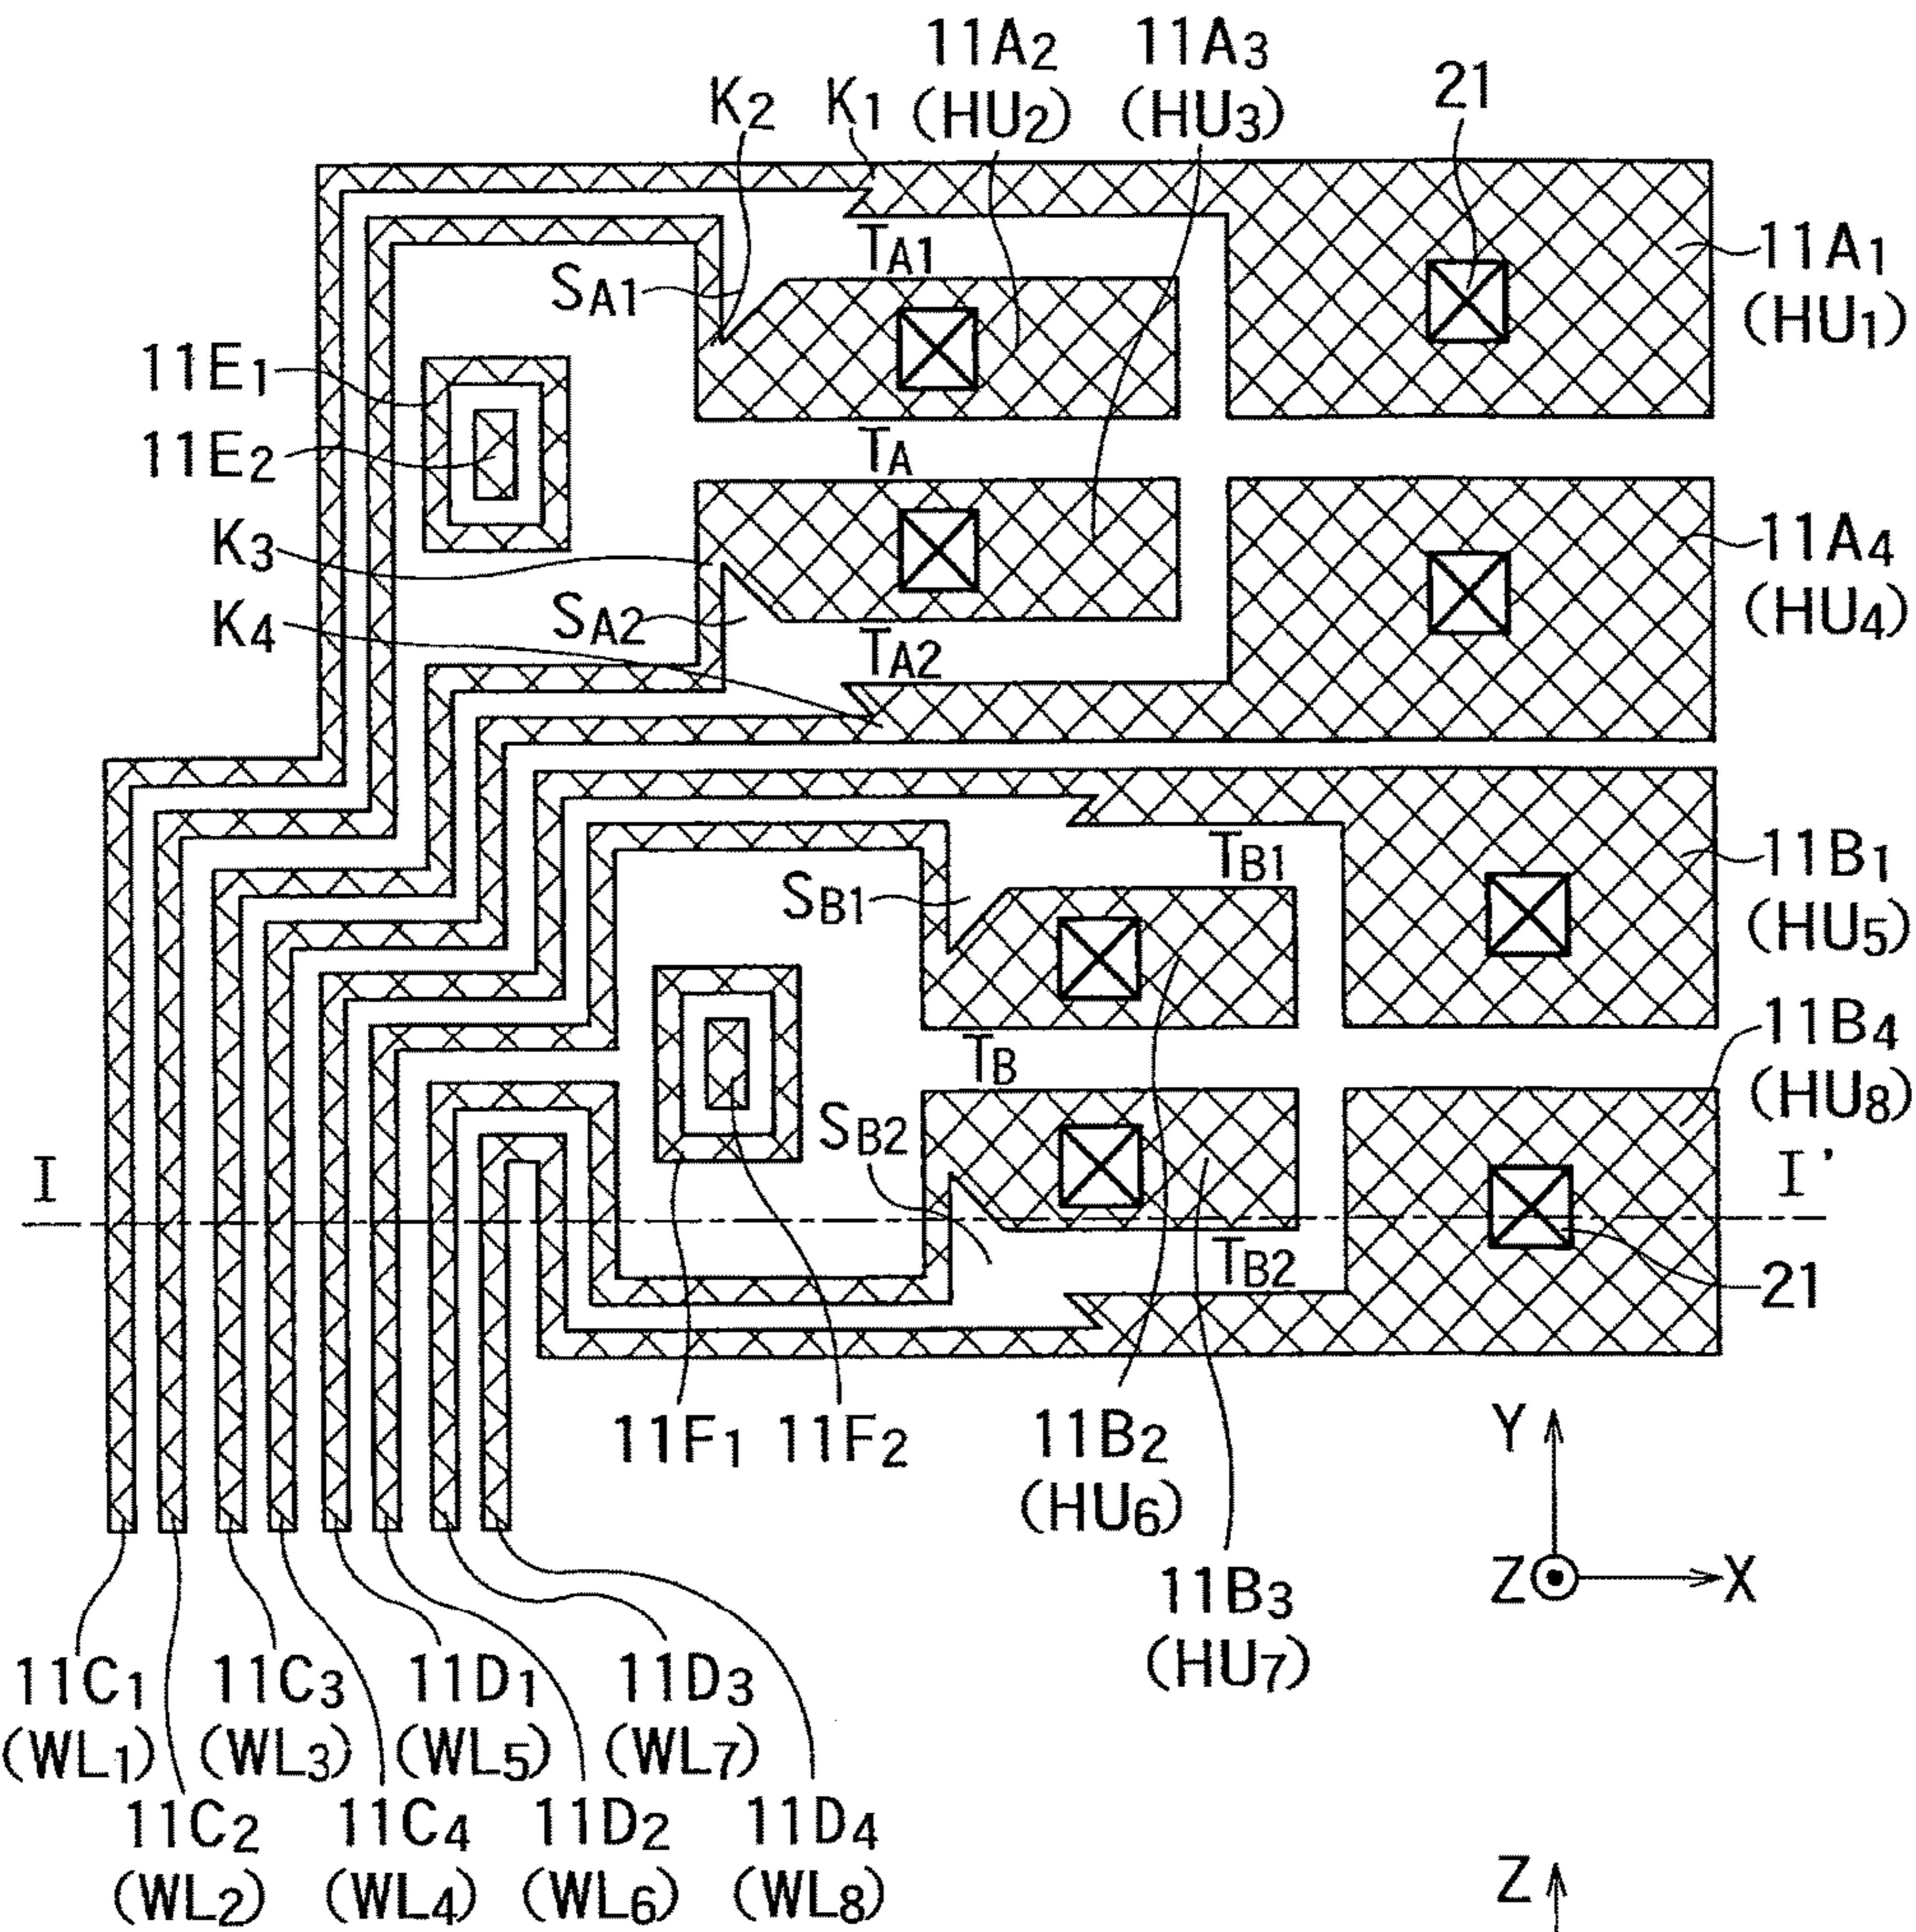 11A2
(HU2)
11A3
(HU3)
K2
K1
21
TA1
SA1
11A1
(HU1)
11E1
11E2
TA
K3
K4
SA2
TA2
11A4
(HU4)
TB1
SB1
11B1
(HU5)
TB
SB2
11B4
(HU8)
I
I'
TB2
21
11F1
11F2
11B2
(HU6)
11B3
(HU7)
Y
Z
X
11C1
(WL1)
11C3
(WL3)
11D1
(WL5)
11D3
(WL7)
11C2
(WL2)
11C4
(WL4)
11D2
(WL6)
11D4
(WL8)
Z